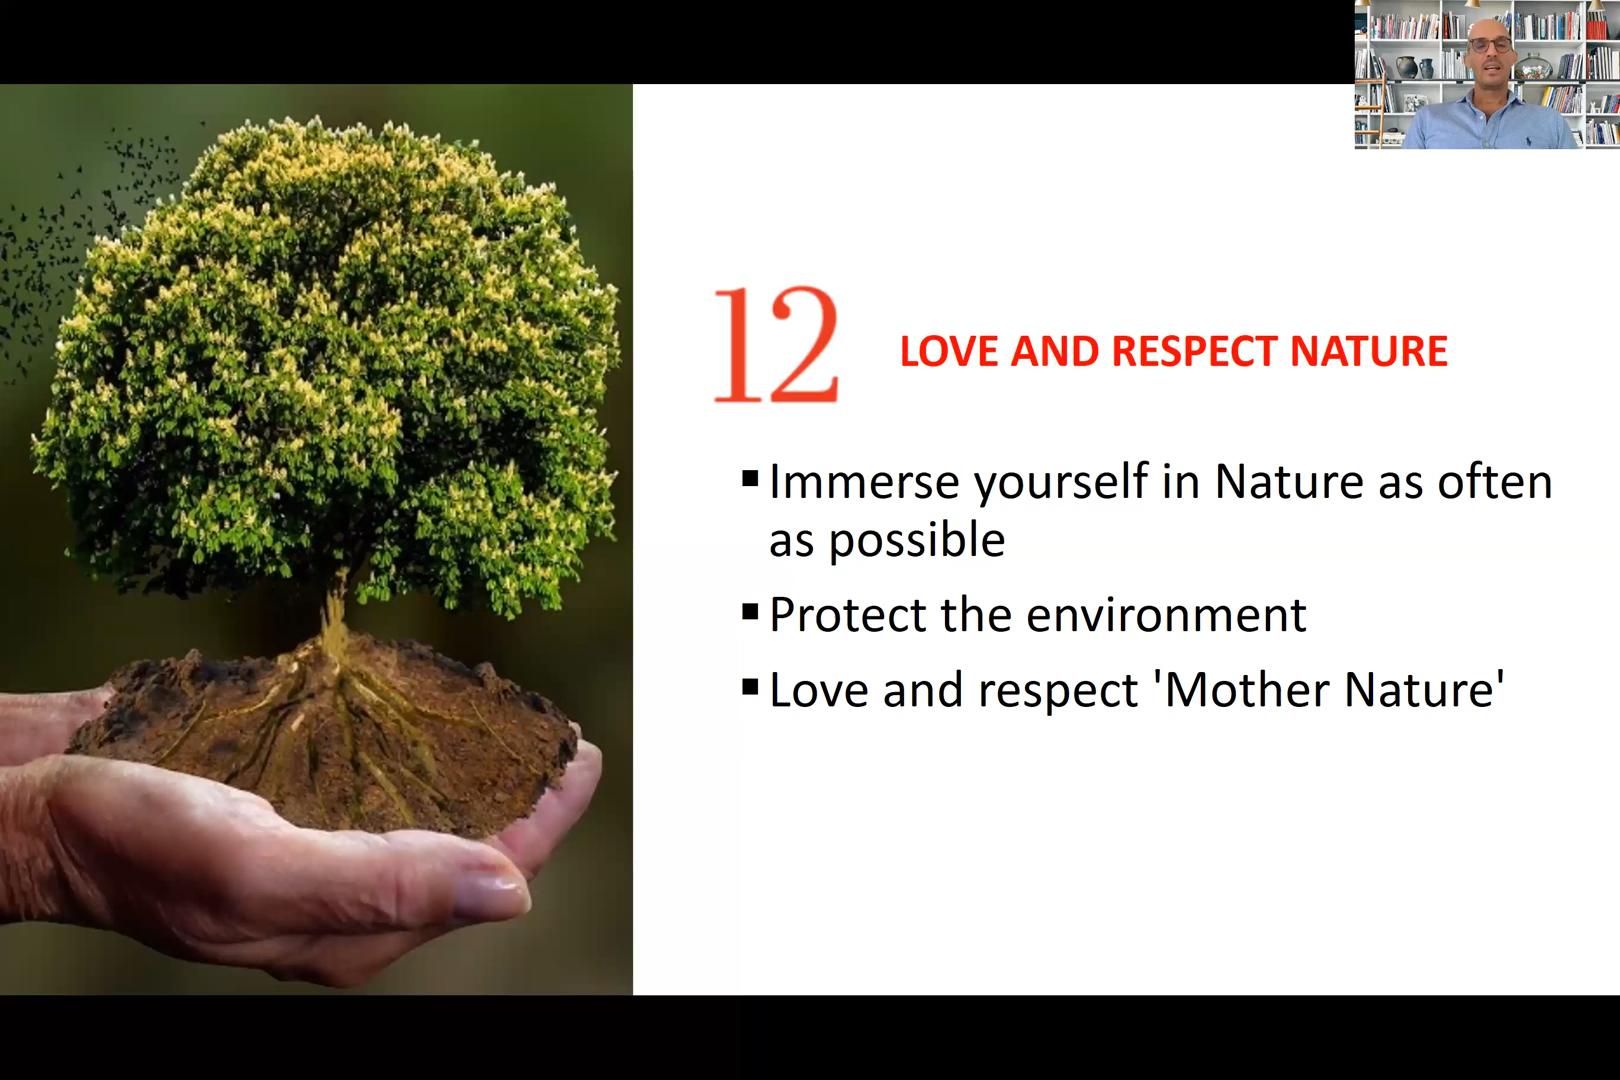 12
LOVE AND RESPECT NATURE
▪ Immerse yourself in Nature as often
as possible
▪ Protect the environment
▪ Love and respect 'Mother Nature'